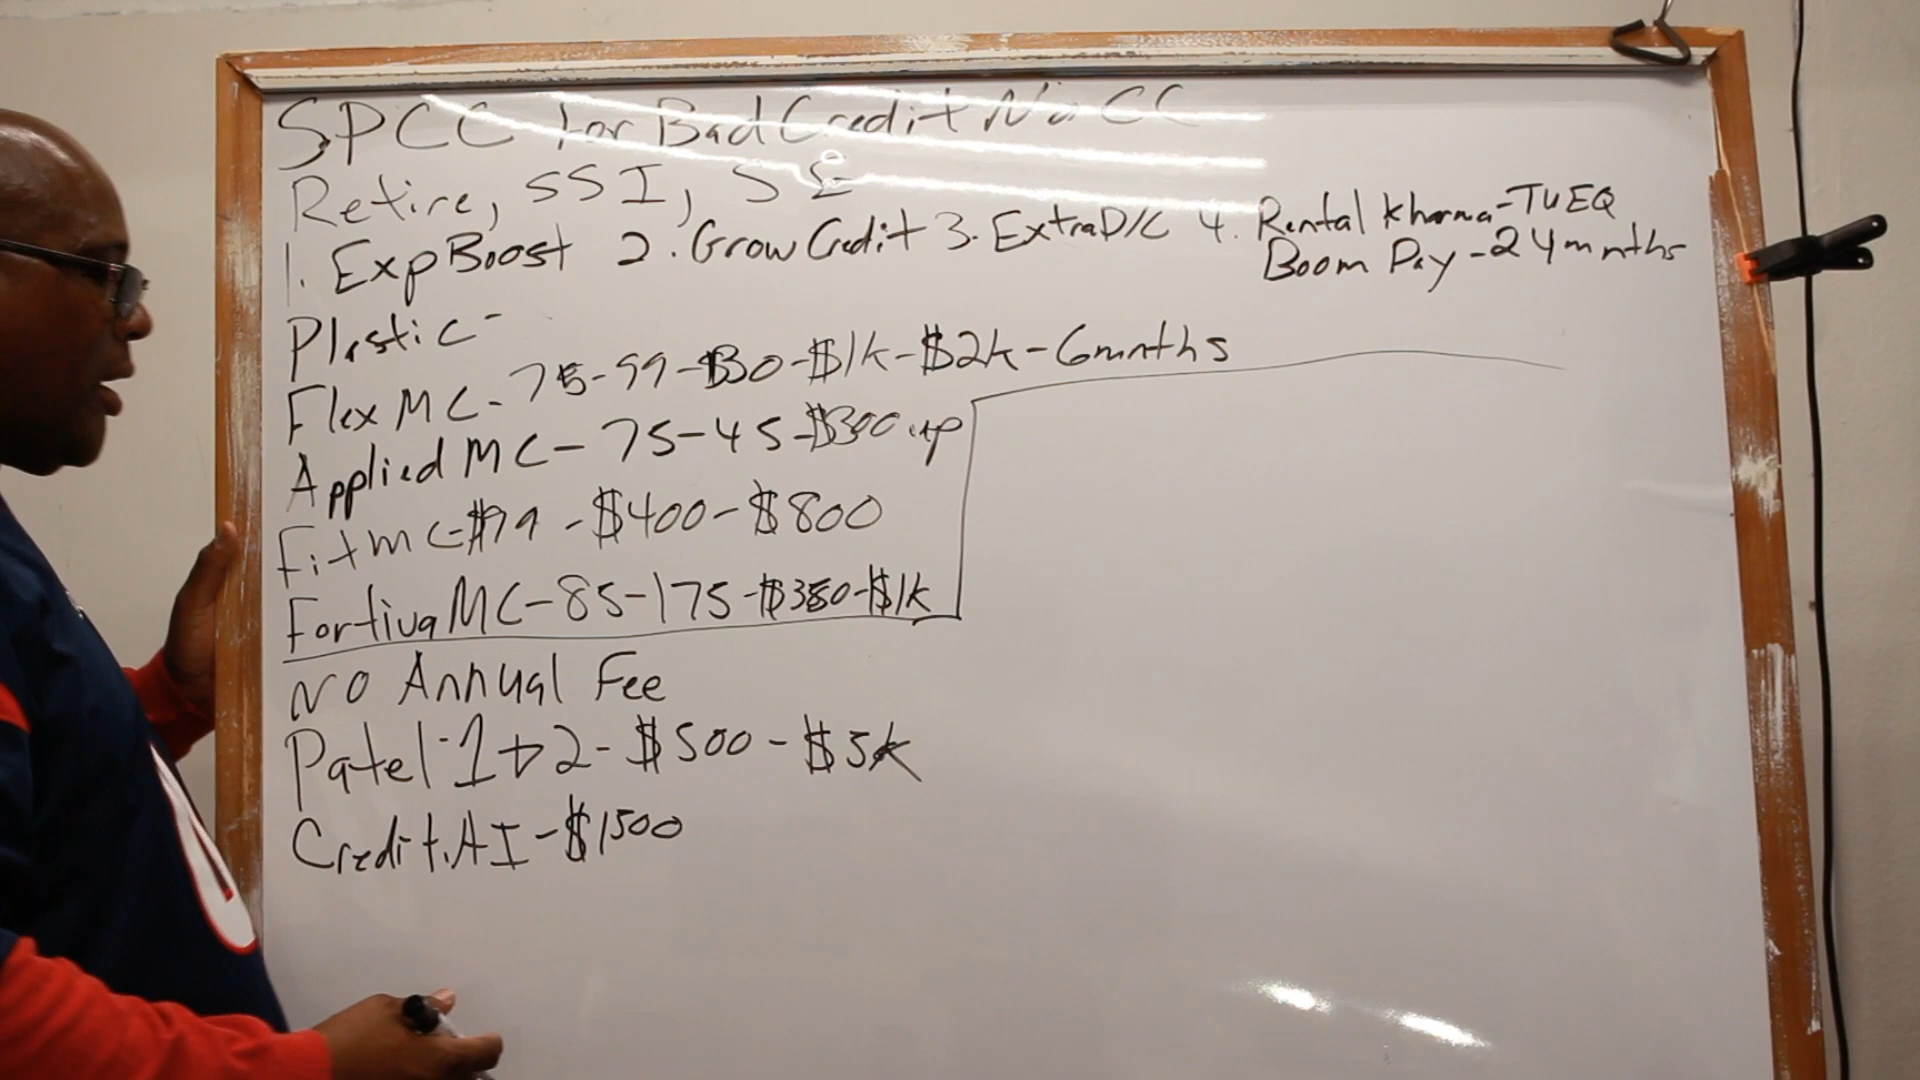 SPCC for Bad Credit No CC
Retire, SSI, SE
1. Exp Boost 2. Grow Credit 3. Extra D/C 4. Rental Kharma-TU EQ
Boom Pay-24 mnths
Plastic-
Flex MC-75-99-$30-$1k-$2k-6mnths
Applied MC-75-45-$300 up
Fit mc-$99-$400-$800
Fortiva MC-85-175-$350-$1k
NO Annual Fee
Patel-1 to 2-$500-$5k
Credit.AI-$1500